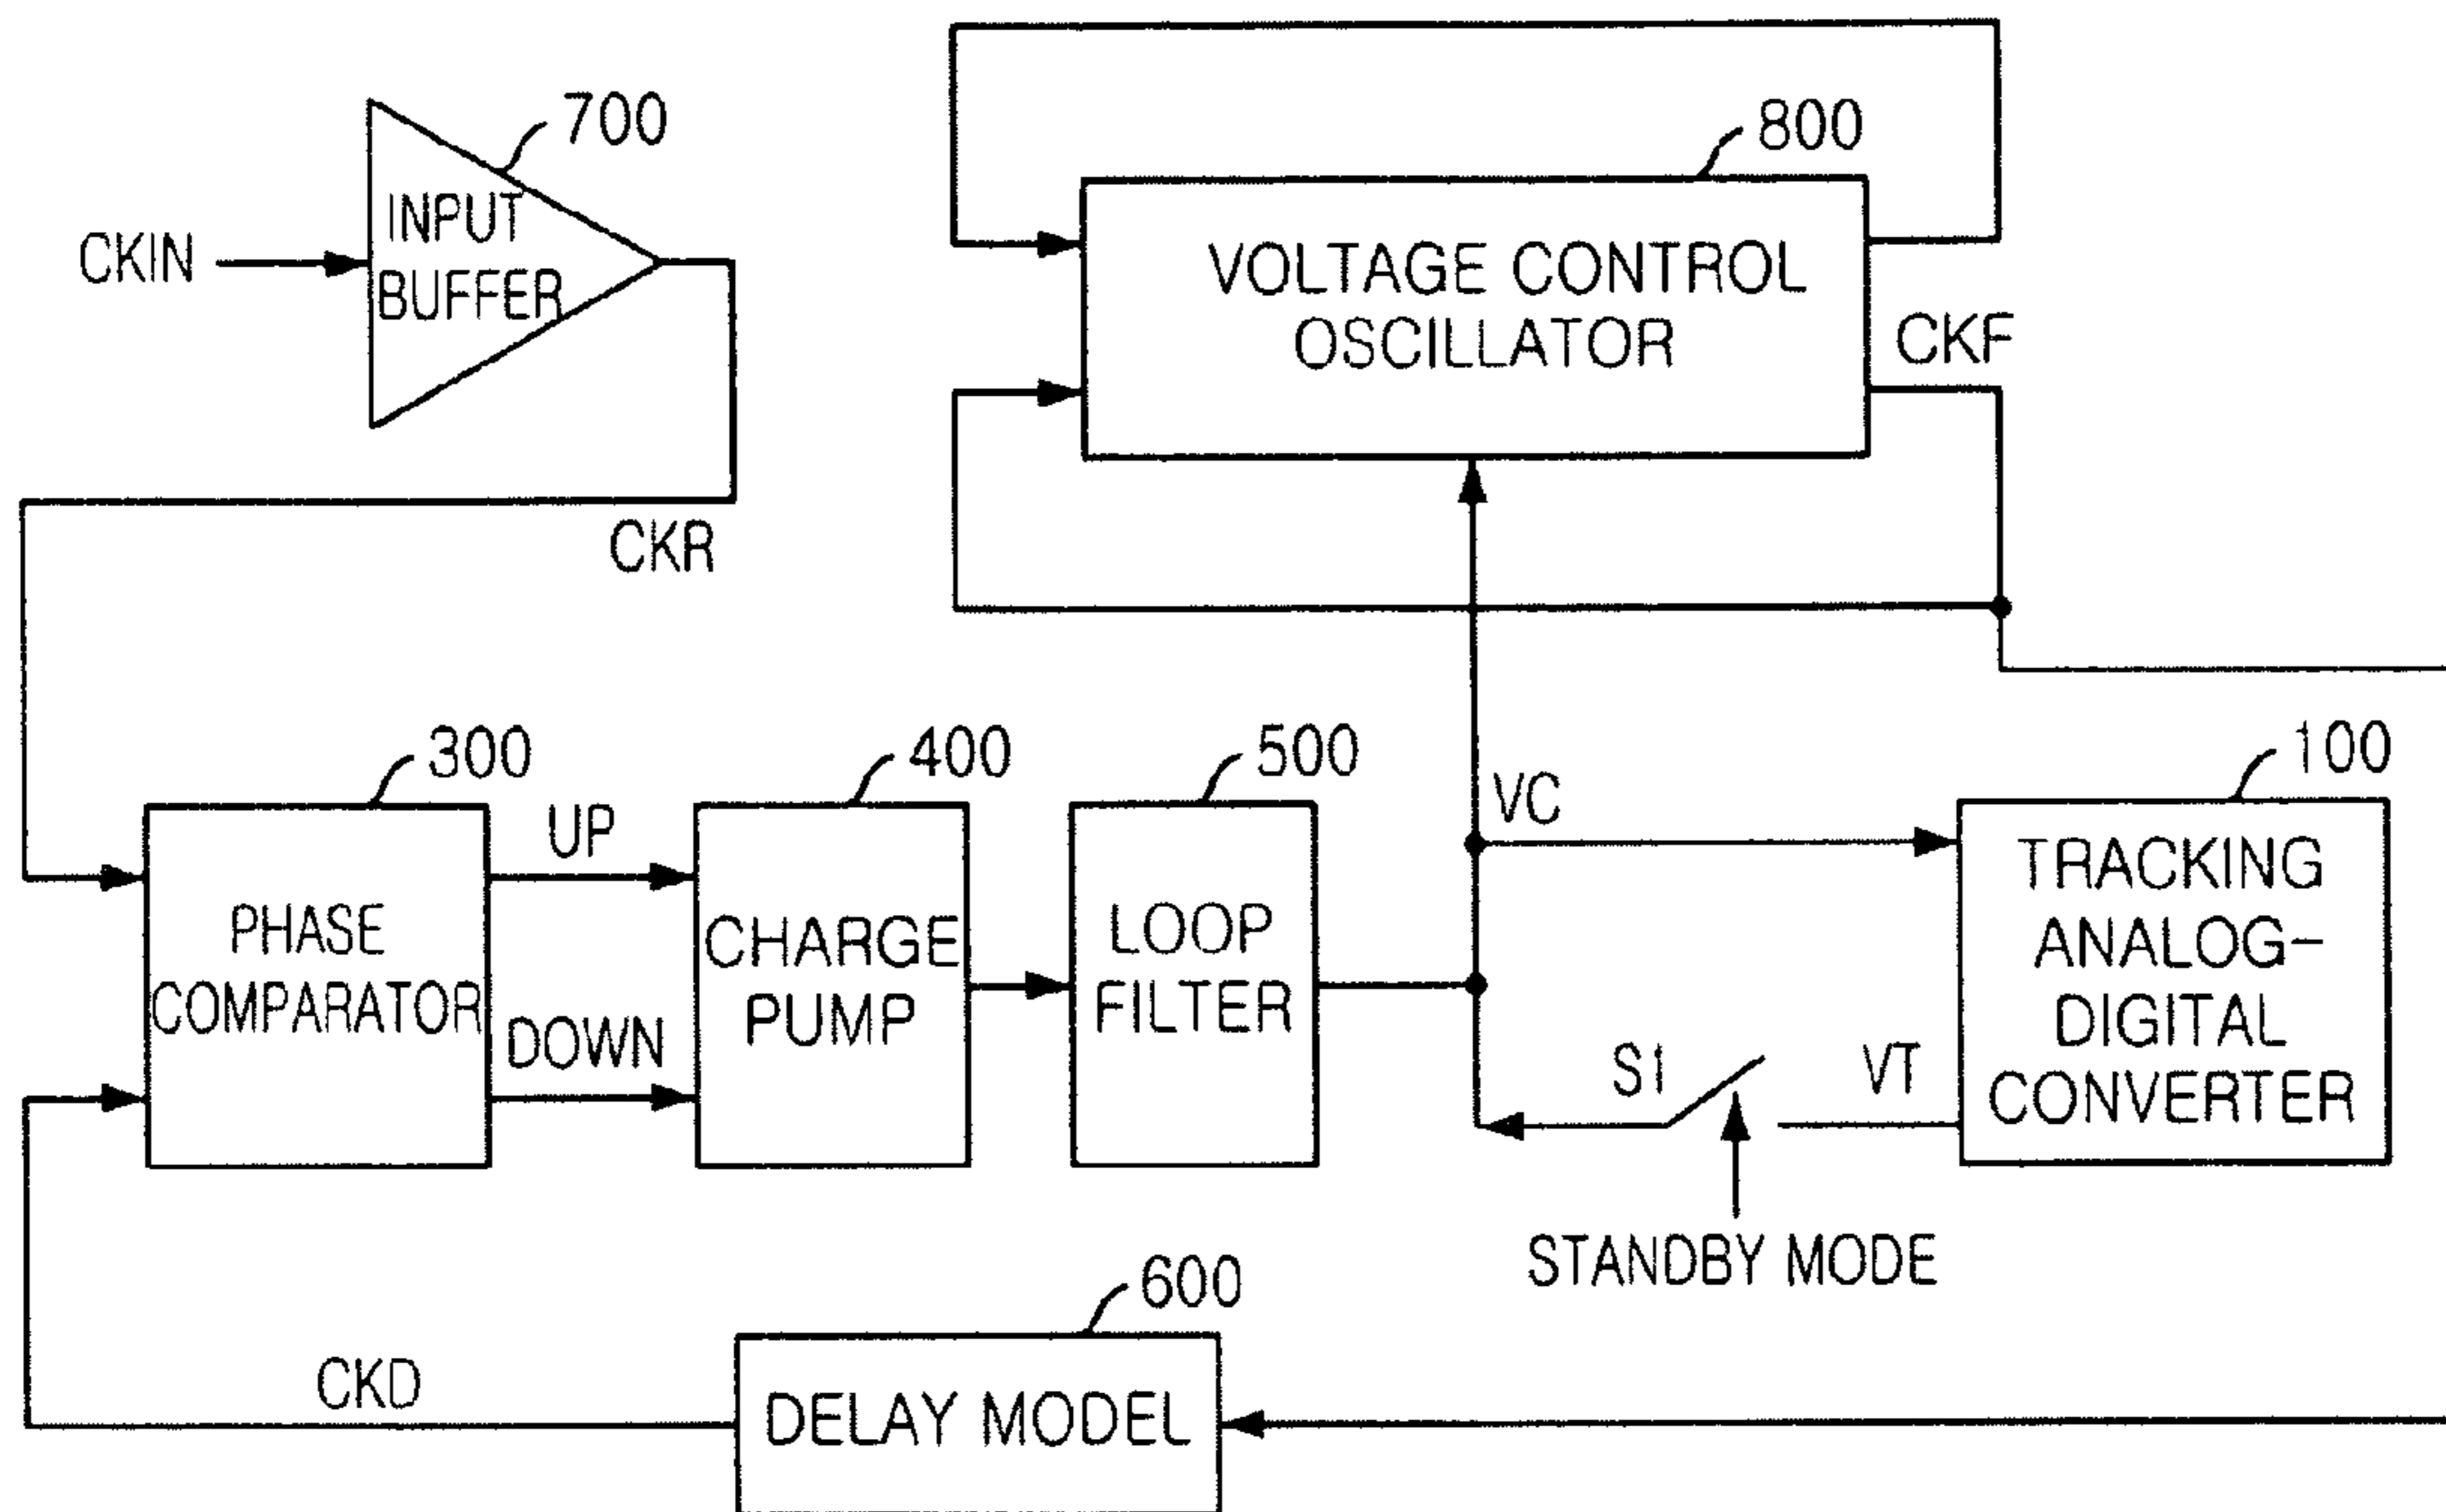 700
INPUT
BUFFER
CKIN
CKR
800
VOLTAGE CONTROL
OSCILLATOR
CKF
300
PHASE
COMPARATOR
UP
DOWN
400
CHARGE
PUMP
500
LOOP
FILTER
VC
100
TRACKING
ANALOG-
DIGITAL
CONVERTER
S1
VT
STANDBY MODE
600
DELAY MODEL
CKD